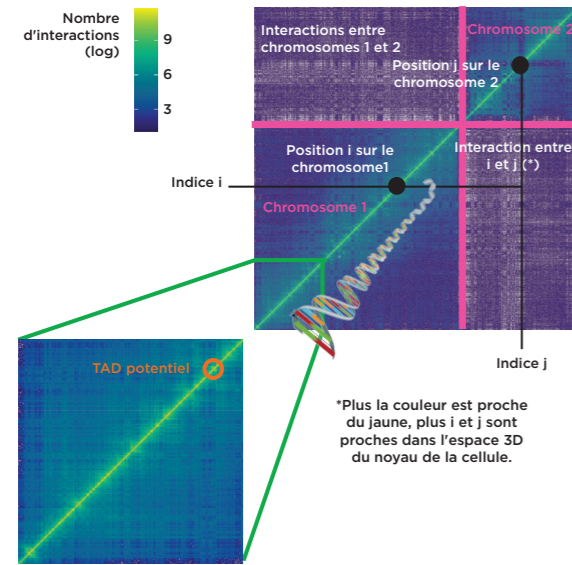 Nombre
d'interactions
(log)
9
6
3
Interactions entre
chromosomes 1 et 2
Chromosome 2
Position j sur le
chromosome 2
Position i sur le
chromosome1
Interaction entre
i et j (*)
Indice i
Chromosome 1
Indice j
TAD potentiel
*Plus la couleur est proche
du jaune, plus i et j sont
proches dans l'espace 3D
du noyau de la cellule.